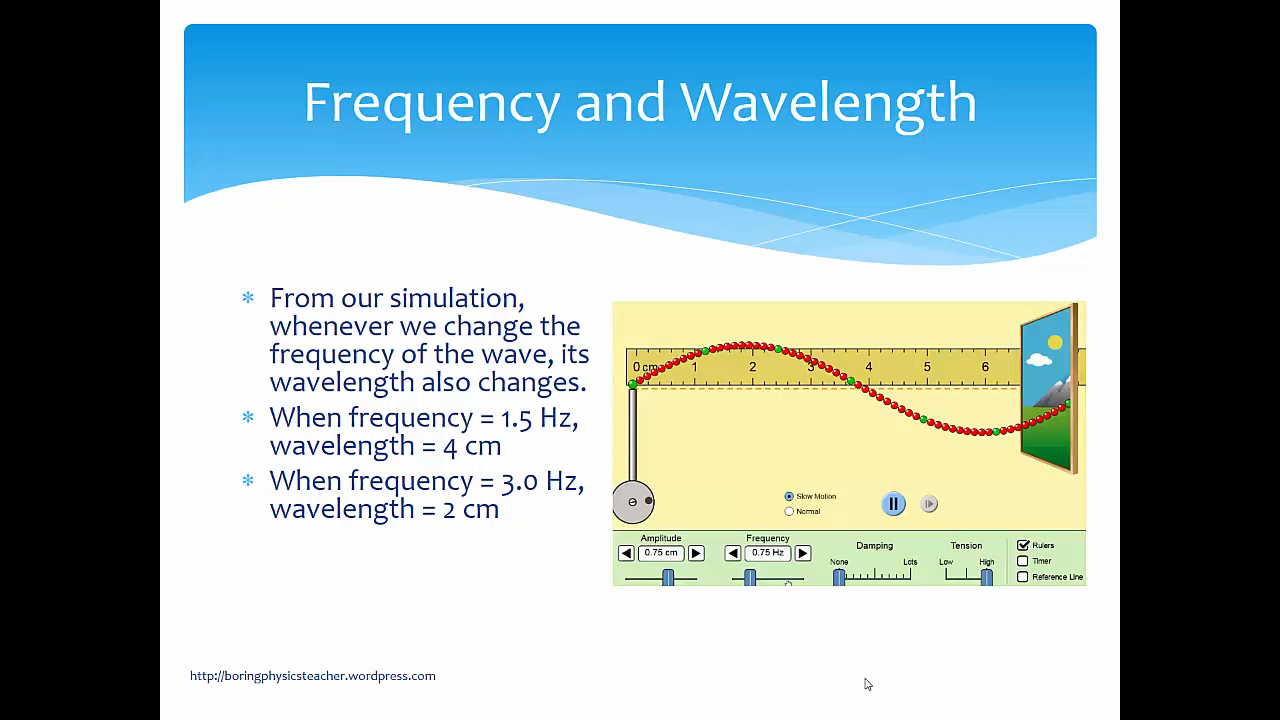 Frequency and Wavelength
* From our simulation,
whenever we change the
frequency of the wave, its
wavelength also changes.
* When frequency = 1.5 Hz,
wavelength = 4 cm
* When frequency = 3.0 Hz,
wavelength = 2 cm
0 cm 1 2 3 4 5 6
Slow Motion
Normal
Amplitude
0.75 cm
Frequency
0.75 Hz
Damping
None Lots
Tension
Low High
Rulers
Timer
Reference Line
http://boringphysicsteacher.wordpress.com